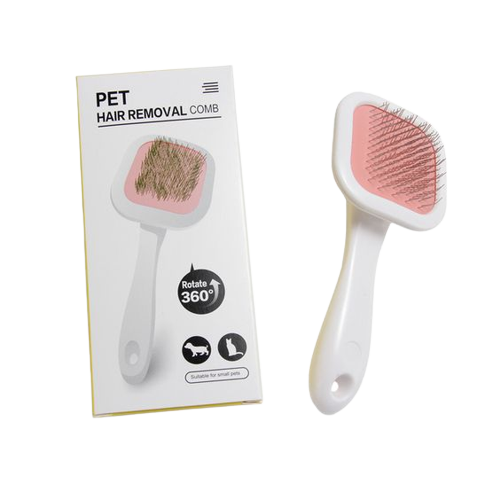 PET
HAIR REMOVAL COMB
Rotate
360°
Suitable for small pets